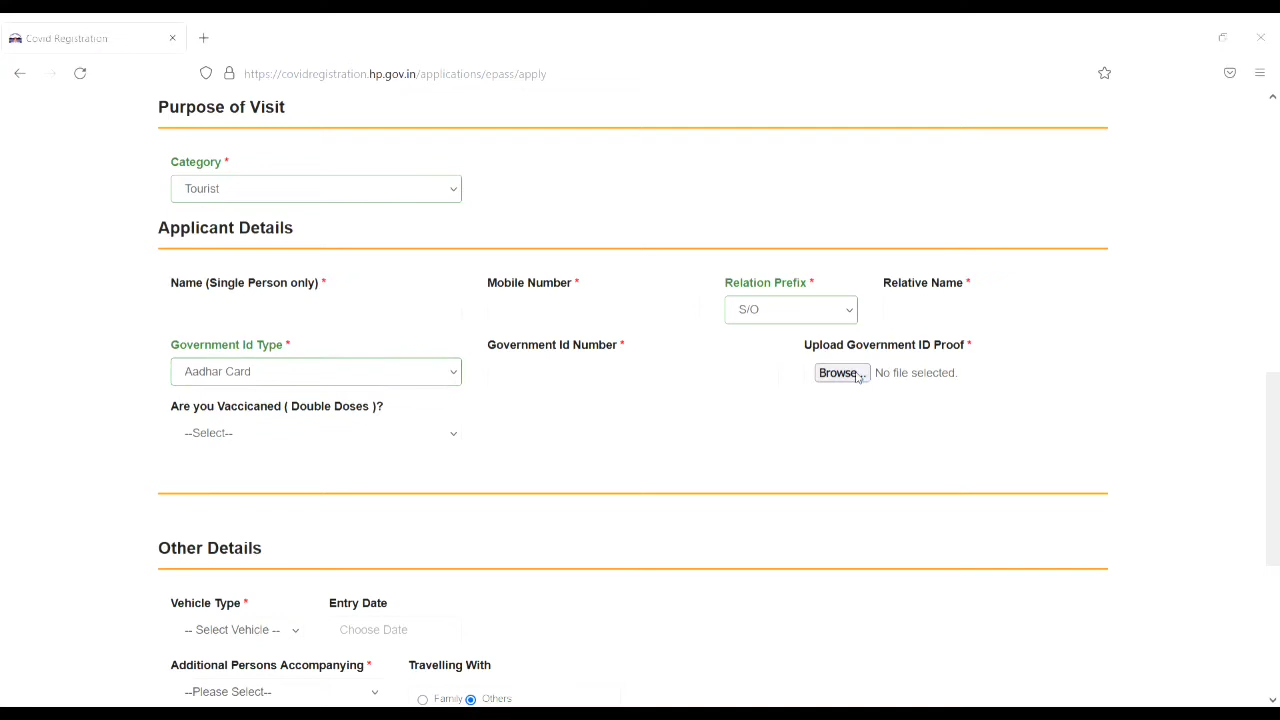 Covid Registration
https://covidregistration.hp.gov.in/applications/epass/apply
Purpose of Visit
Category *
Tourist
Applicant Details
Name (Single Person only) * Mobile Number * Relation Prefix * Relative Name *
S/O
Government Id Type * Government Id Number * Upload Government ID Proof *
Aadhar Card Browse... No file selected.
Are you Vaccicaned ( Double Doses )?
--Select--
Other Details
Vehicle Type * Entry Date
-- Select Vehicle -- Choose Date
Additional Persons Accompanying * Travelling With
--Please Select-- Family Others